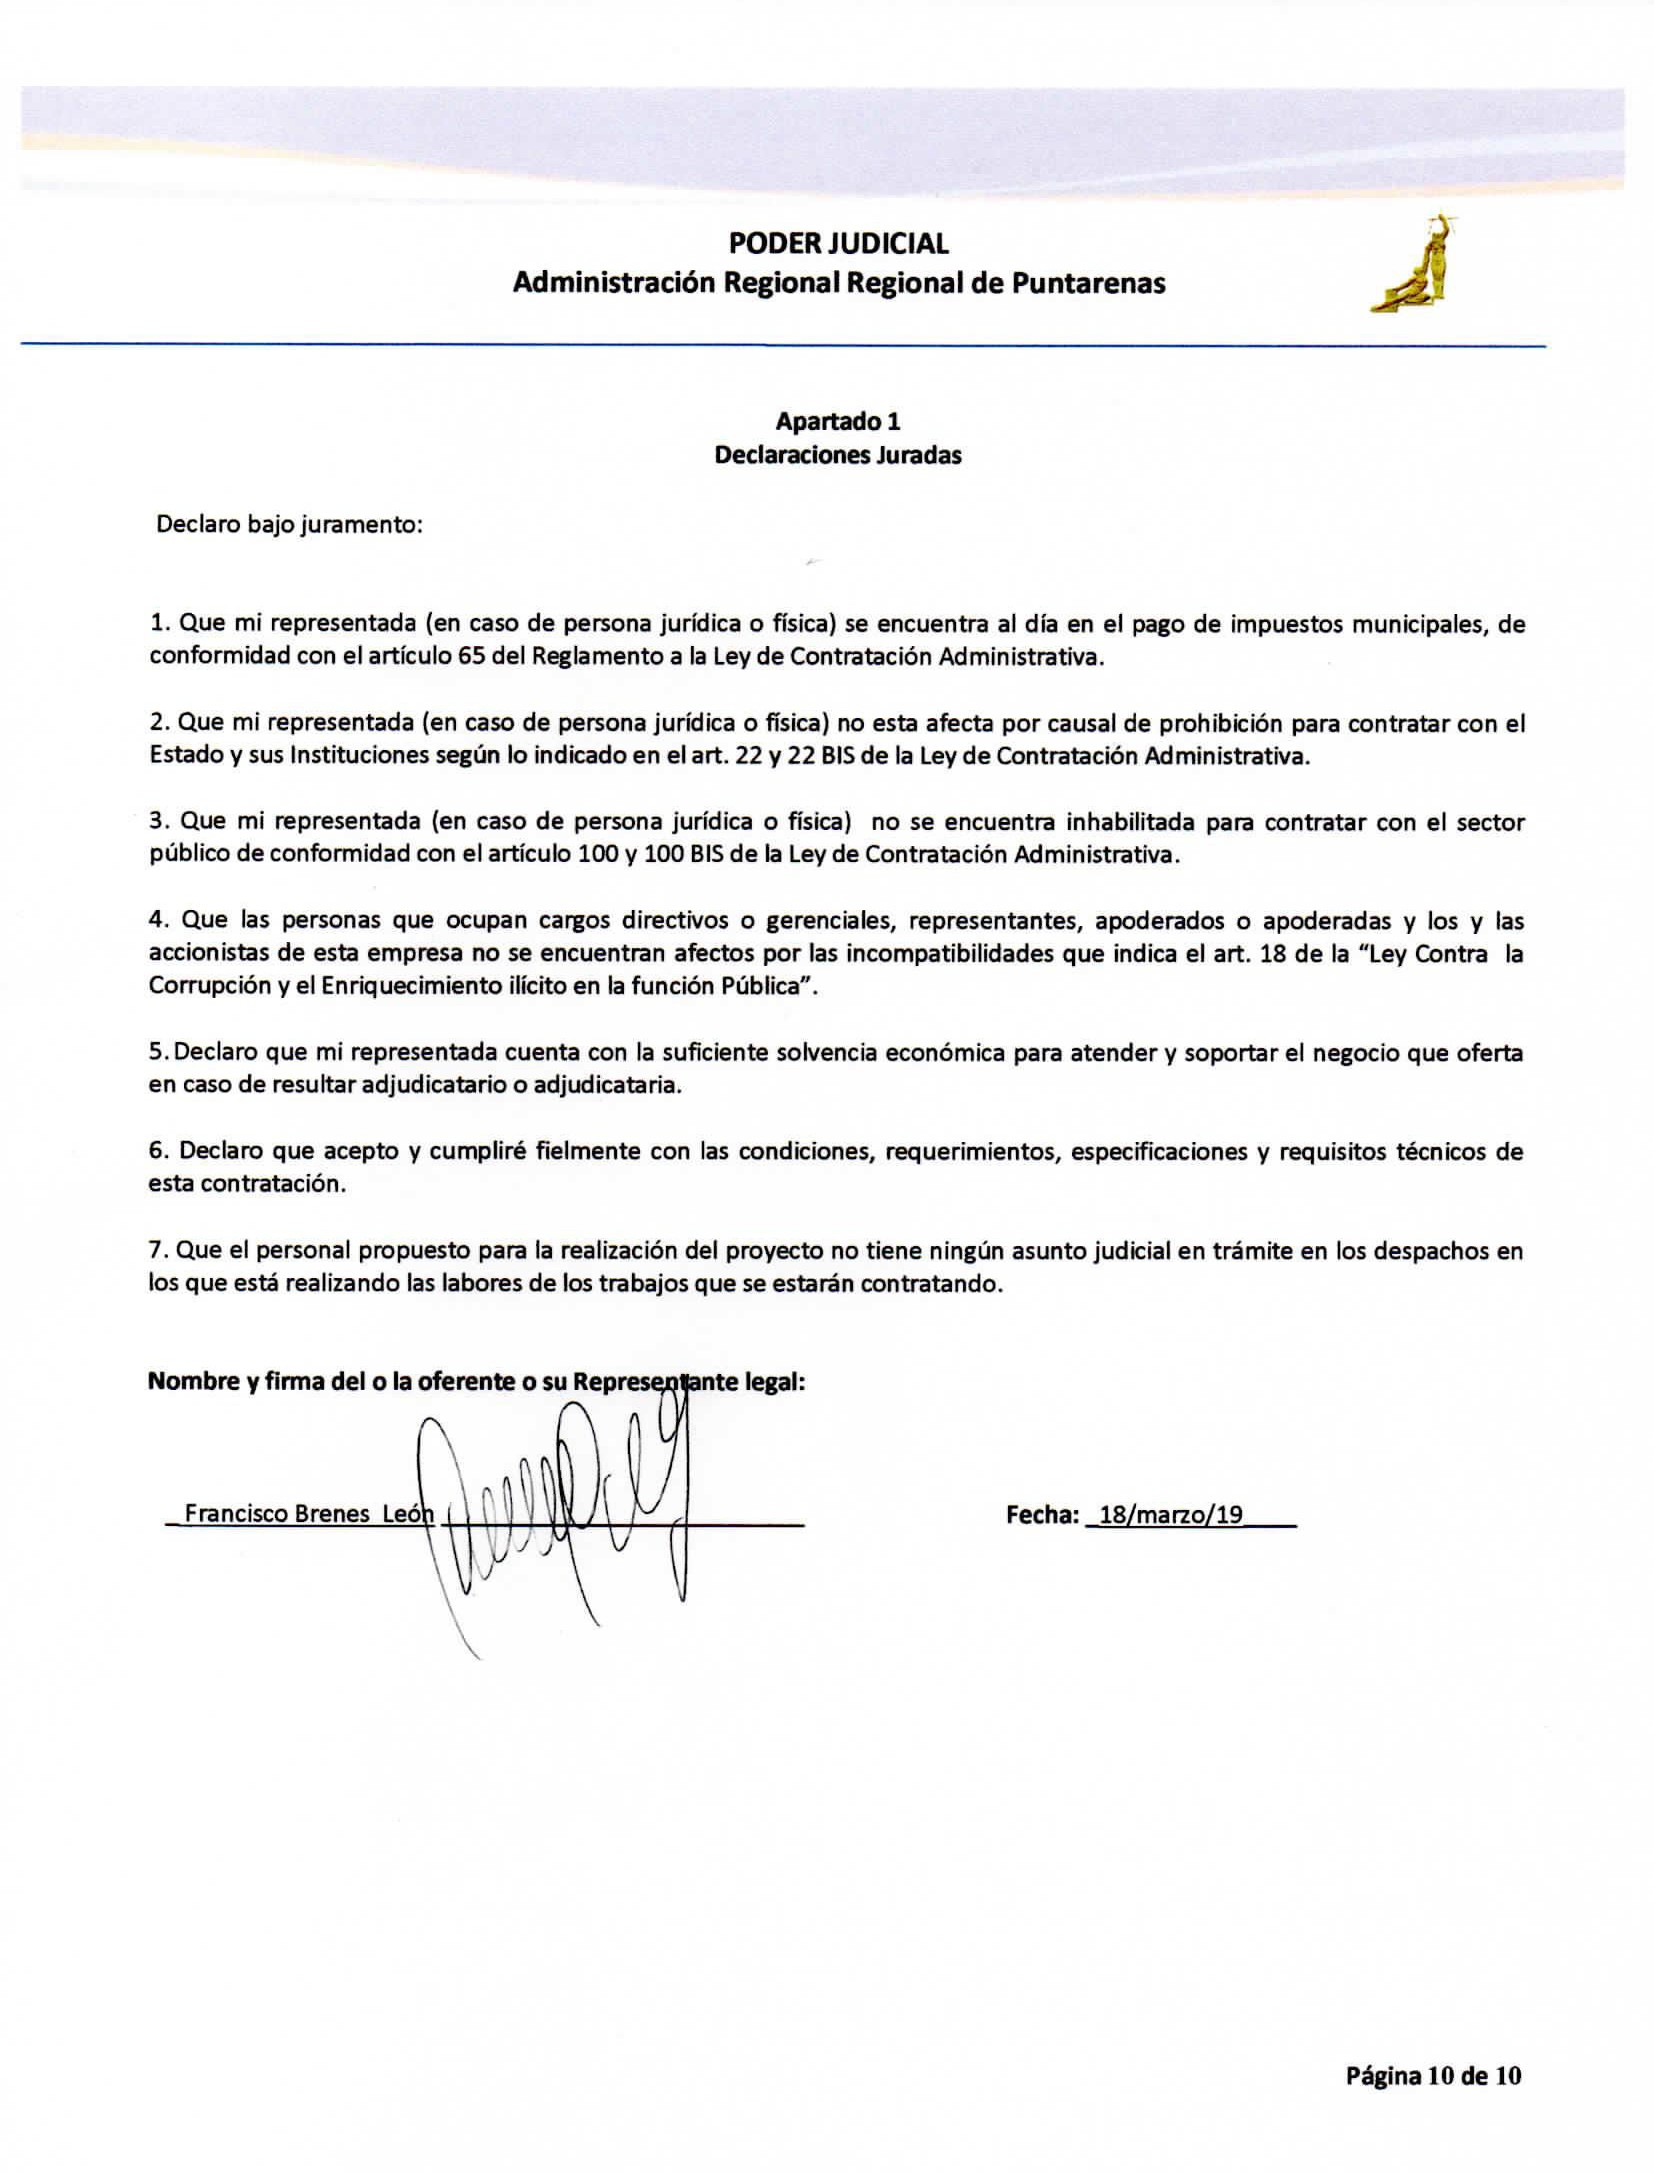 PODER JUDICIAL
Administración Regional Regional de Puntarenas
Apartado 1
Declaraciones Juradas
Declaro bajo juramento:
1. Que mi representada (en caso de persona jurídica o física) se encuentra al día en el pago de impuestos municipales, de
conformidad con el artículo 65 del Reglamento a la Ley de Contratación Administrativa.
2. Que mi representada (en caso de persona jurídica o física) no esta afecta por causal de prohibición para contratar con el
Estado y sus Instituciones según lo indicado en el art. 22 y 22 BIS de la Ley de Contratación Administrativa.
3. Que mi representada (en caso de persona jurídica o física) no se encuentra inhabilitada para contratar con el sector
público de conformidad con el artículo 100 y 100 BIS de la Ley de Contratación Administrativa.
4. Que las personas que ocupan cargos directivos o gerenciales, representantes, apoderados o apoderadas y los y las
accionistas de esta empresa no se encuentran afectos por las incompatibilidades que indica el art. 18 de la “Ley Contra la
Corrupción y el Enriquecimiento ilícito en la función Pública”.
5. Declaro que mi representada cuenta con la suficiente solvencia económica para atender y soportar el negocio que oferta
en caso de resultar adjudicatario o adjudicataria.
6. Declaro que acepto y cumpliré fielmente con las condiciones, requerimientos, especificaciones y requisitos técnicos de
esta contratación.
7. Que el personal propuesto para la realización del proyecto no tiene ningún asunto judicial en trámite en los despachos en
los que está realizando las labores de los trabajos que se estarán contratando.
Nombre y firma del o la oferente o su Representante legal:
Francisco Brenes León Fecha: 18/marzo/19
Página 10 de 10